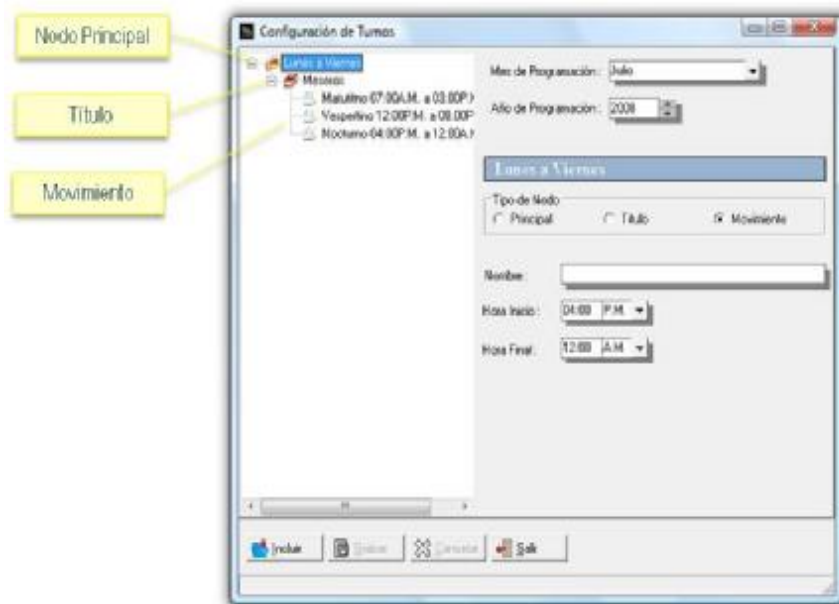 Nodo Principal
Título
Movimiento
Configuración de Turnos
Lunes a Viernes
Meseros
Matutino 07:00A.M. a 03:00P.M
Vespertino 12:00P.M. a 08:00P
Nocturno 04:00P.M. a 12:00A.M
Mes de Programación: Julio
Año de Programación: 2008
Lunes a Viernes
Tipo de Nodo
Principal Título Movimiento
Nombre:
Hora Inicio: 04:00 P.M.
Hora Final: 12:00 A.M.
Incluir Cancelar Salir